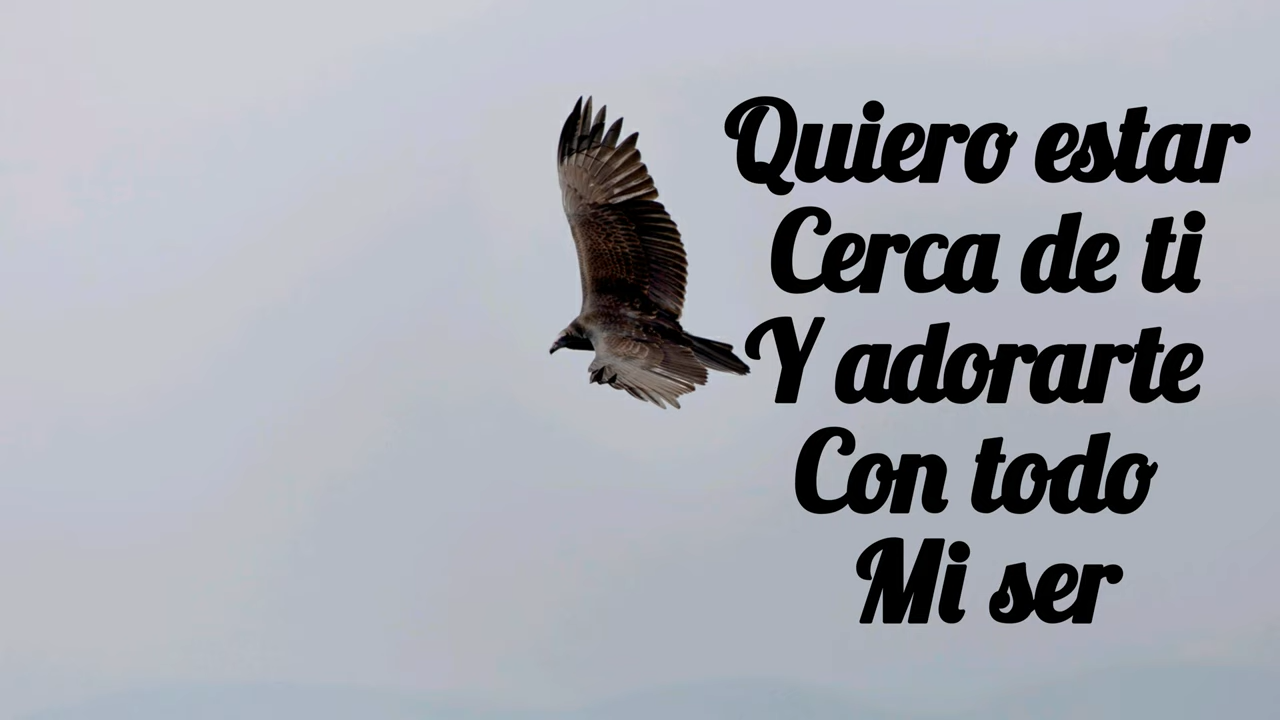 Quiero estar
Cerca de ti
Y adorarte
Con todo
Mi ser